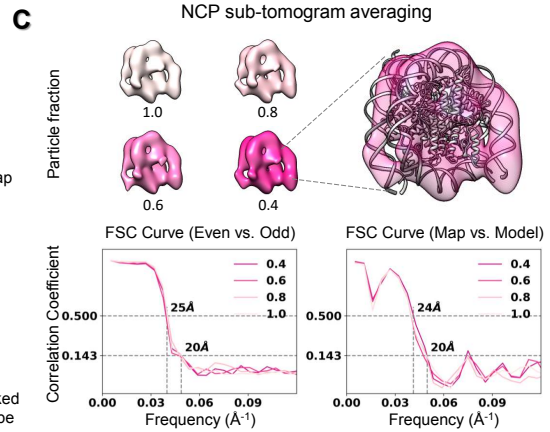 C
NCP sub-tomogram averaging
Particle fraction
1.0
0.8
0.6
0.4
ap
FSC Curve (Even vs. Odd)
FSC Curve (Map vs. Model)
Correlation Coefficient
0.500
0.143
25Å
20Å
0.4
0.6
0.8
1.0
0.00
0.03
0.06
0.09
Frequency (Å-1)
0.500
0.143
24Å
20Å
0.4
0.6
0.8
1.0
0.00
0.03
0.06
0.09
Frequency (Å-1)
ked
be